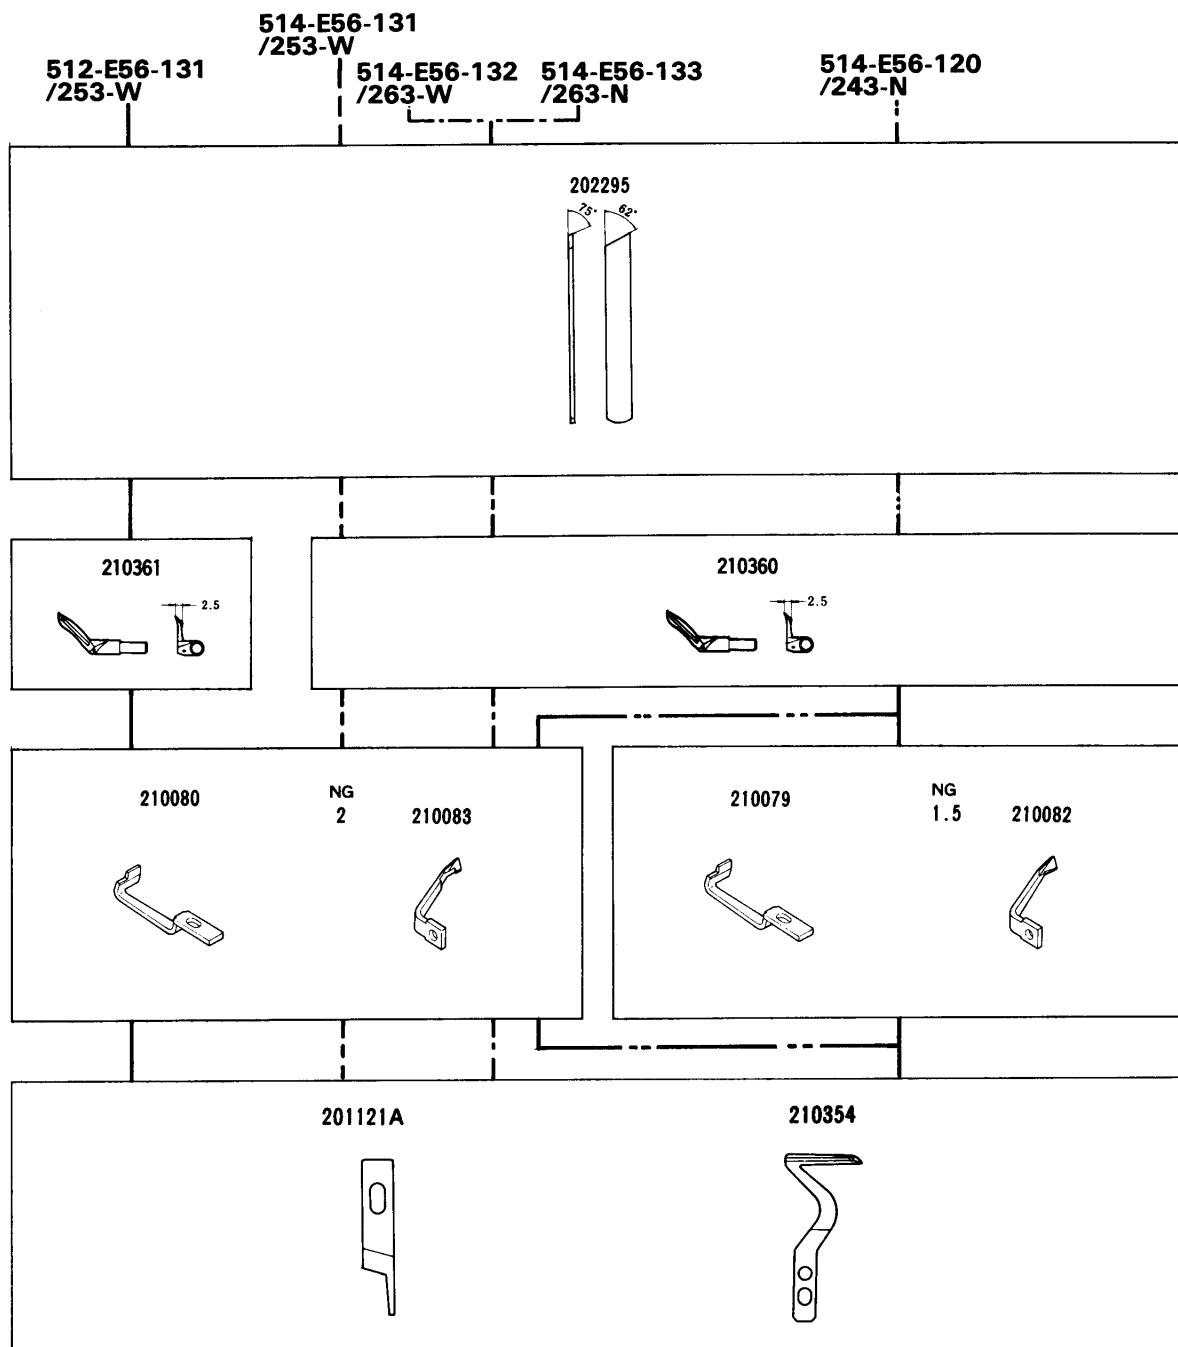 514-E56-131
/253-W
512-E56-131
/253-W
514-E56-132
/263-W
514-E56-133
/263-N
514-E56-120
/243-N
202295
75°
62°
210361
2.5
210360
2.5
210080
NG
2
210083
210079
NG
1.5
210082
201121A
210354